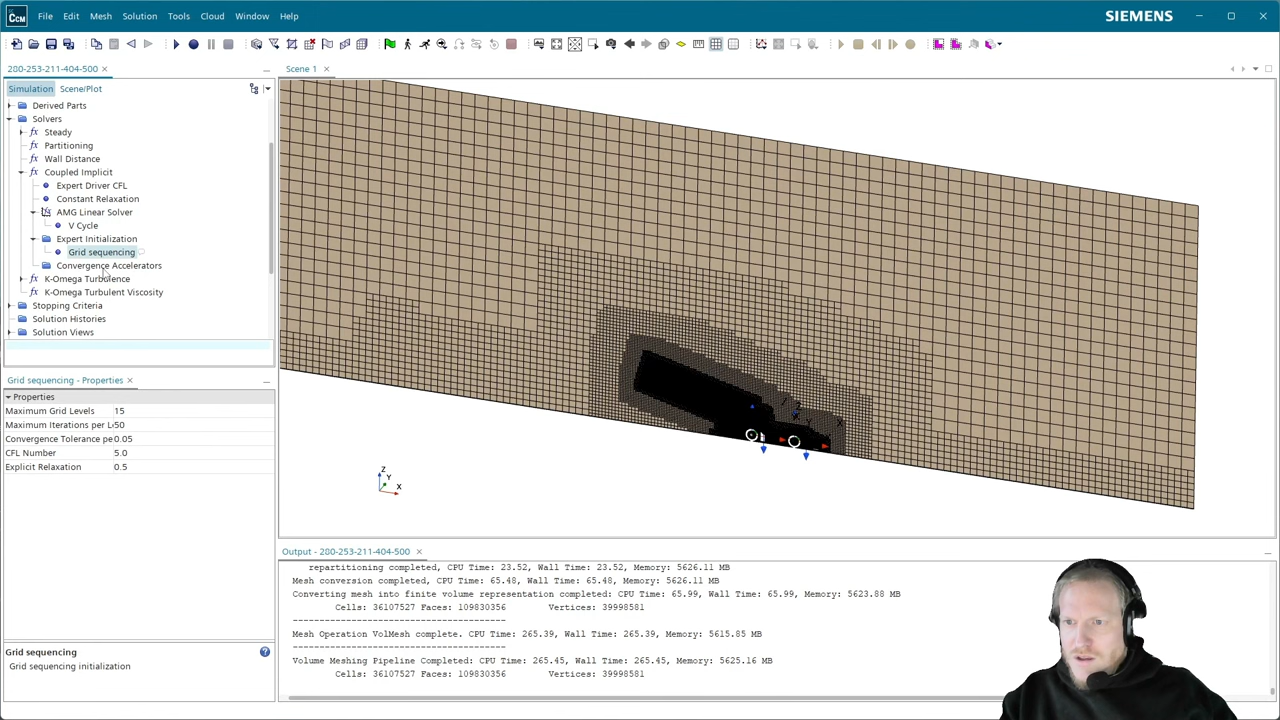 CCM
File Edit Mesh Solution Tools Cloud Window Help
SIEMENS
280-253-211-404-500
Scene 1
Simulation Scene/Plot
Derived Parts
Solvers
Steady
Partitioning
Wall Distance
Coupled Implicit
Expert Driver CFL
Constant Relaxation
AMG Linear Solver
V Cycle
Expert Initialization
Grid sequencing
Convergence Accelerators
K-Omega Turbulence
K-Omega Turbulent Viscosity
Stopping Criteria
Solution Histories
Solution Views
Grid sequencing - Properties
Properties
Maximum Grid Levels 15
Maximum Iterations per L 50
Convergence Tolerance pe 0.05
CFL Number 5.0
Explicit Relaxation 0.5
Grid sequencing
Grid sequencing initialization
Z
Y
X
X
Output - 280-253-211-404-500
repartitioning completed, CPU Time: 23.52, Wall Time: 23.52, Memory: 5626.11 MB
Mesh conversion completed, CPU Time: 65.48, Wall Time: 65.48, Memory: 5626.11 MB
Converting mesh into finite volume representation completed: CPU Time: 65.99, Wall Time: 65.99, Memory: 5623.88 MB
Cells: 36107527 Faces: 109830356 Vertices: 39998581
----------------------------------------
Mesh Operation VolMesh complete. CPU Time: 265.39, Wall Time: 265.39, Memory: 5615.85 MB
----------------------------------------
Volume Meshing Pipeline Completed: CPU Time: 265.45, Wall Time: 265.45, Memory: 5625.16 MB
Cells: 36107527 Faces: 109830356 Vertices: 39998581